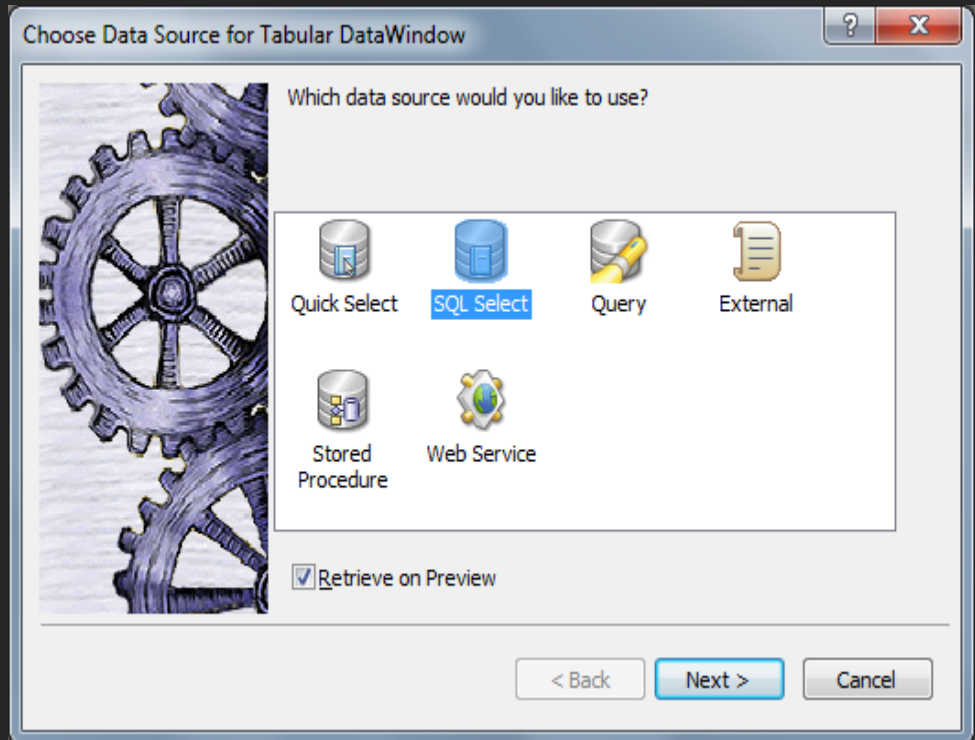 Choose Data Source for Tabular DataWindow
?
X
Which data source would you like to use?
Quick Select
SQL Select
Query
External
Stored
Procedure
Web Service
Retrieve on Preview
< Back
Next >
Cancel